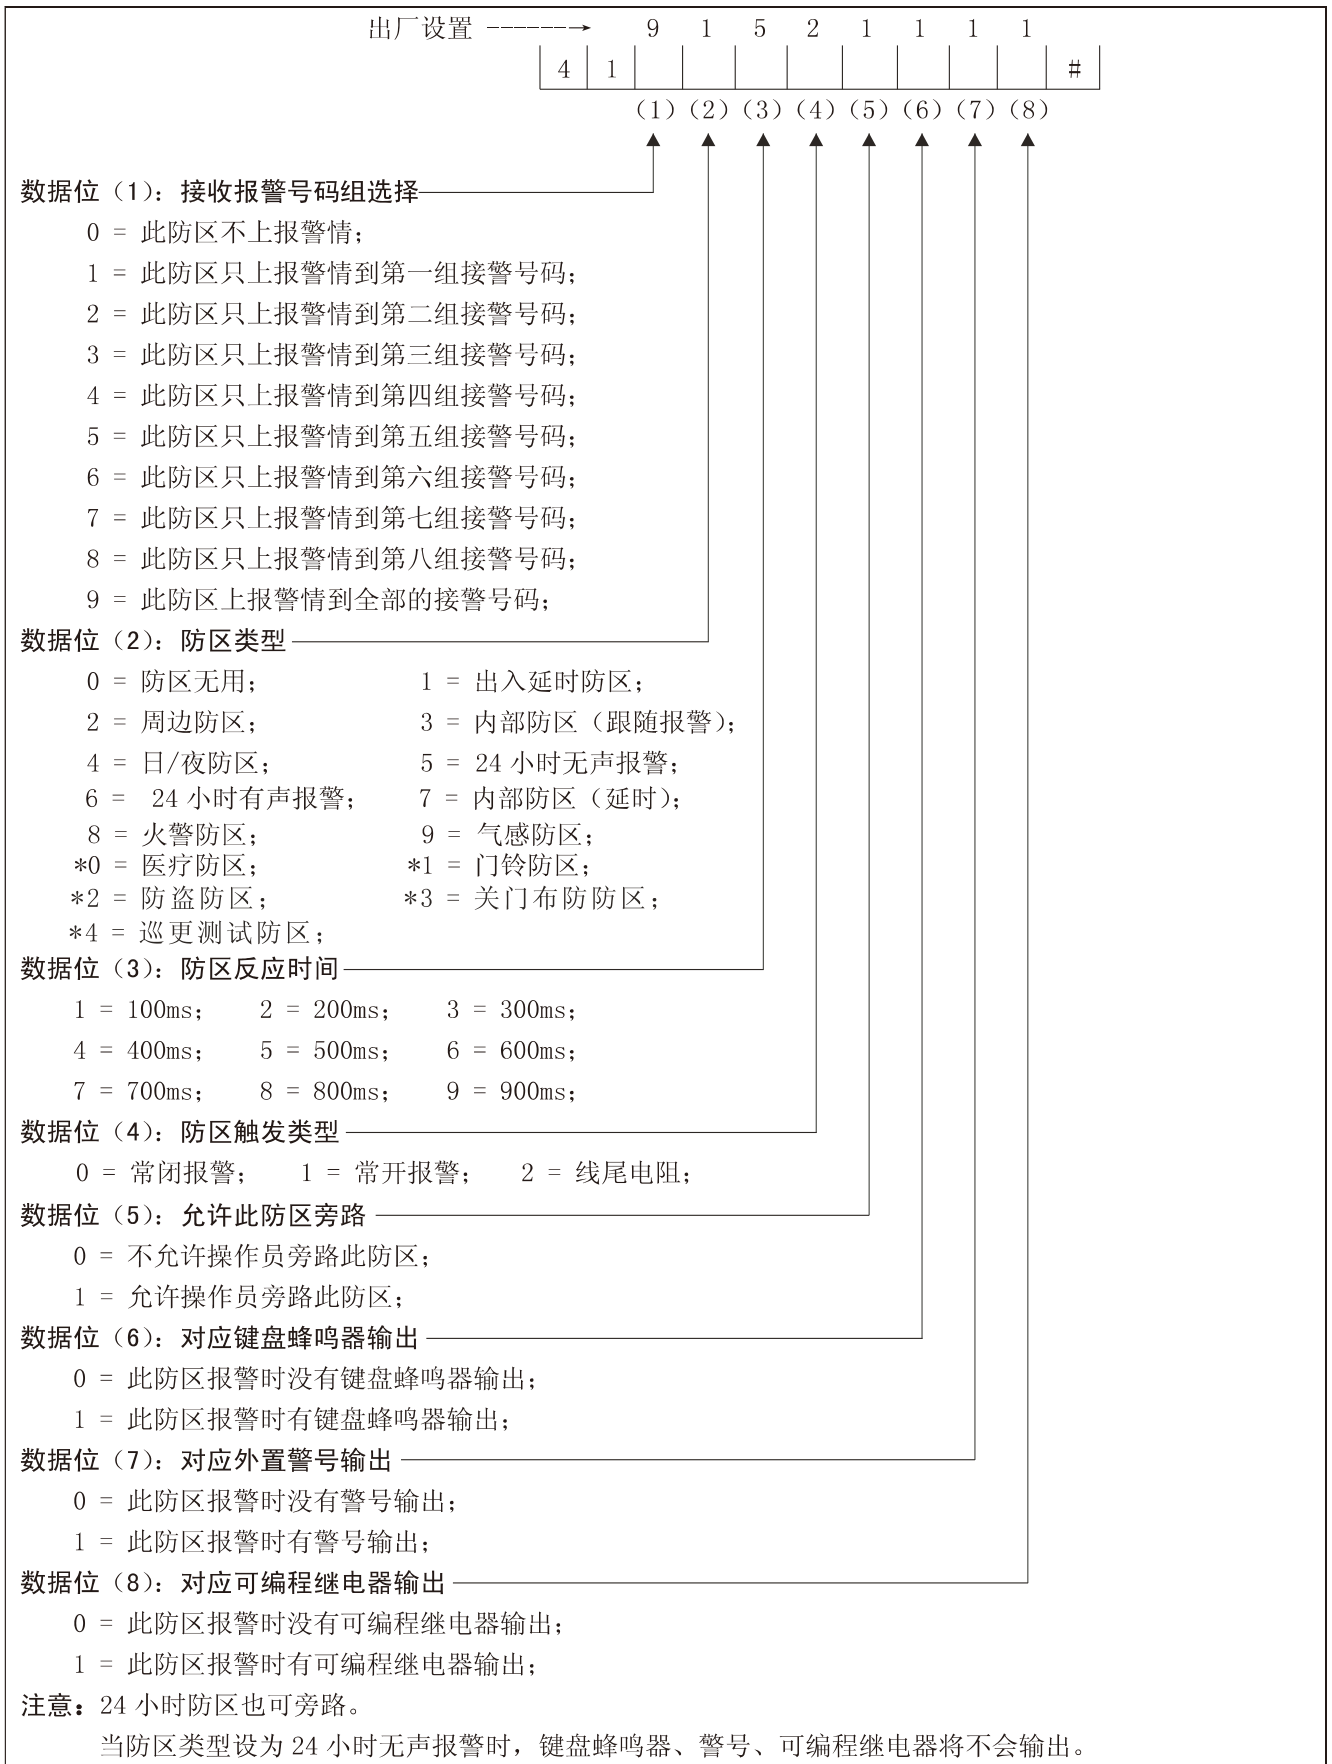 出厂设置 ------→ 9 1 5 2 1 1 1 1
4 1 #
(1) (2) (3) (4) (5) (6) (7) (8)
数据位（1）：接收报警号码组选择
0 = 此防区不上报警情；
1 = 此防区只上报警情到第一组接警号码；
2 = 此防区只上报警情到第二组接警号码；
3 = 此防区只上报警情到第三组接警号码；
4 = 此防区只上报警情到第四组接警号码；
5 = 此防区只上报警情到第五组接警号码；
6 = 此防区只上报警情到第六组接警号码；
7 = 此防区只上报警情到第七组接警号码；
8 = 此防区只上报警情到第八组接警号码；
9 = 此防区上报警情到全部的接警号码；
数据位（2）：防区类型
0 = 防区无用； 1 = 出入延时防区；
2 = 周边防区； 3 = 内部防区（跟随报警）；
4 = 日/夜防区； 5 = 24 小时无声报警；
6 = 24 小时有声报警； 7 = 内部防区（延时）；
8 = 火警防区； 9 = 气感防区；
*0 = 医疗防区； *1 = 门铃防区；
*2 = 防盗防区； *3 = 关门布防防区；
*4 = 巡更测试防区；
数据位（3）：防区反应时间
1 = 100ms； 2 = 200ms； 3 = 300ms；
4 = 400ms； 5 = 500ms； 6 = 600ms；
7 = 700ms； 8 = 800ms； 9 = 900ms；
数据位（4）：防区触发类型
0 = 常闭报警； 1 = 常开报警； 2 = 线尾电阻；
数据位（5）：允许此防区旁路
0 = 不允许操作员旁路此防区；
1 = 允许操作员旁路此防区；
数据位（6）：对应键盘蜂鸣器输出
0 = 此防区报警时没有键盘蜂鸣器输出；
1 = 此防区报警时有键盘蜂鸣器输出；
数据位（7）：对应外置警号输出
0 = 此防区报警时没有警号输出；
1 = 此防区报警时有警号输出；
数据位（8）：对应可编程继电器输出
0 = 此防区报警时没有可编程继电器输出；
1 = 此防区报警时有可编程继电器输出；
注意：24 小时防区也可旁路。
当防区类型设为 24 小时无声报警时，键盘蜂鸣器、警号、可编程继电器将不会输出。